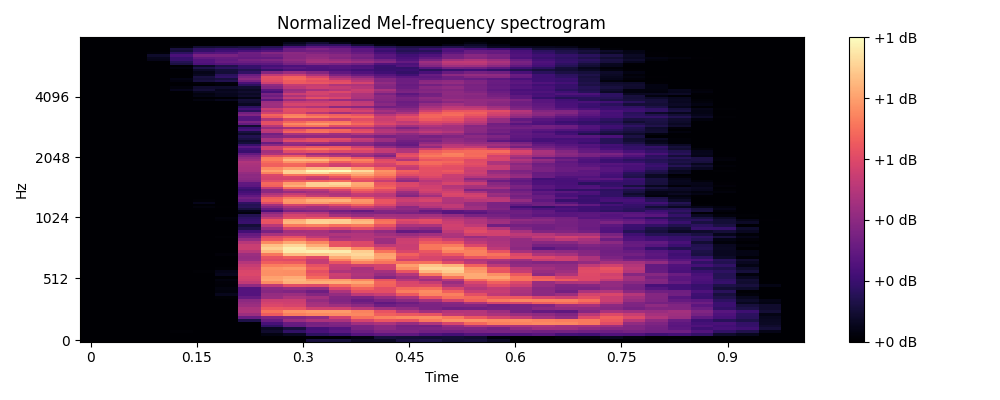 Normalized Mel-frequency spectrogram
Hz
4096
2048
1024
512
0
0 0.15 0.3 0.45 0.6 0.75 0.9
Time
+1 dB
+1 dB
+1 dB
+0 dB
+0 dB
+0 dB